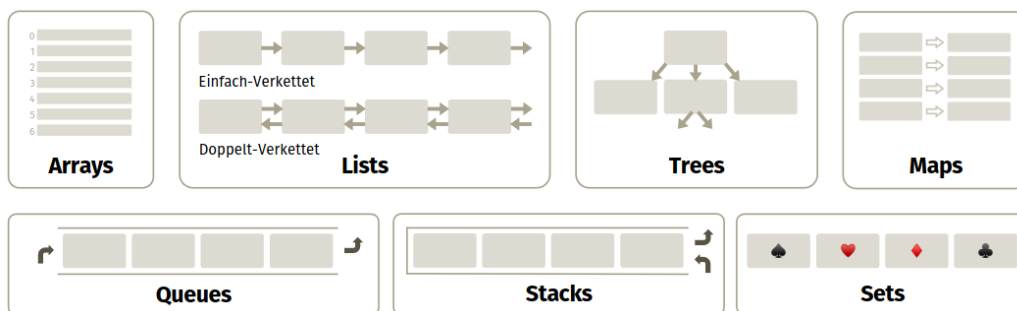 0
1
2
3
4
5
6
Arrays
Einfach-Verkettet
Doppelt-Verkettet
Lists
Trees
Maps
Queues
Stacks
Sets